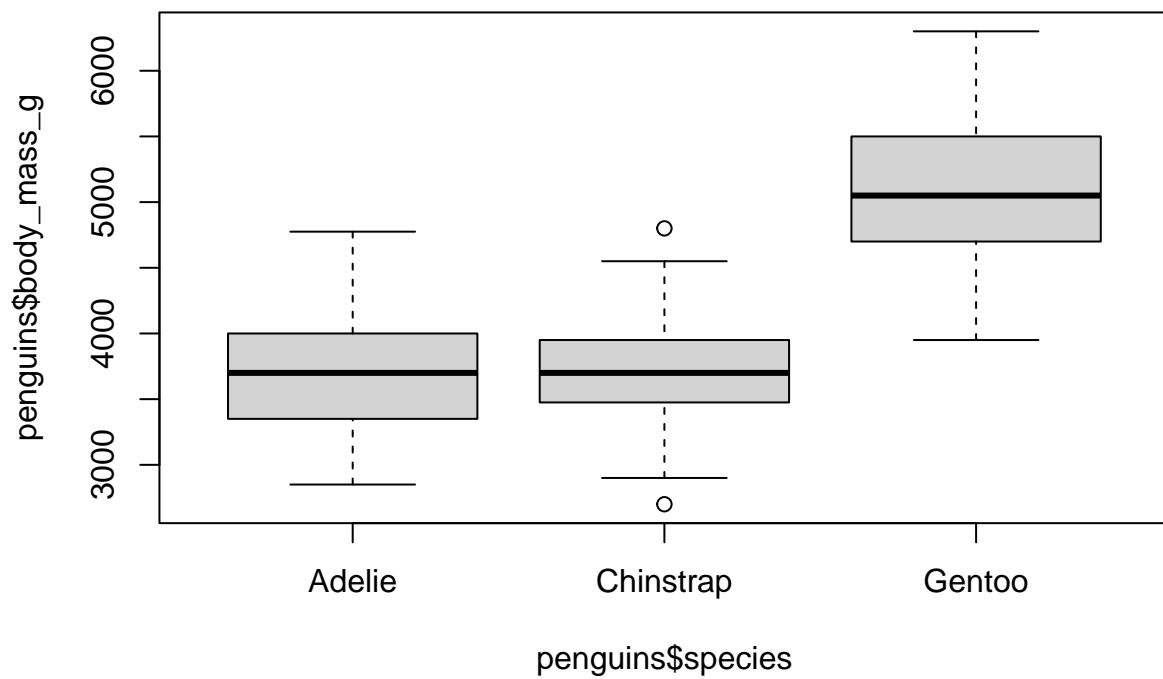 penguins$body_mass_g
6000
5000
4000
3000
Adelie Chinstrap Gentoo
penguins$species